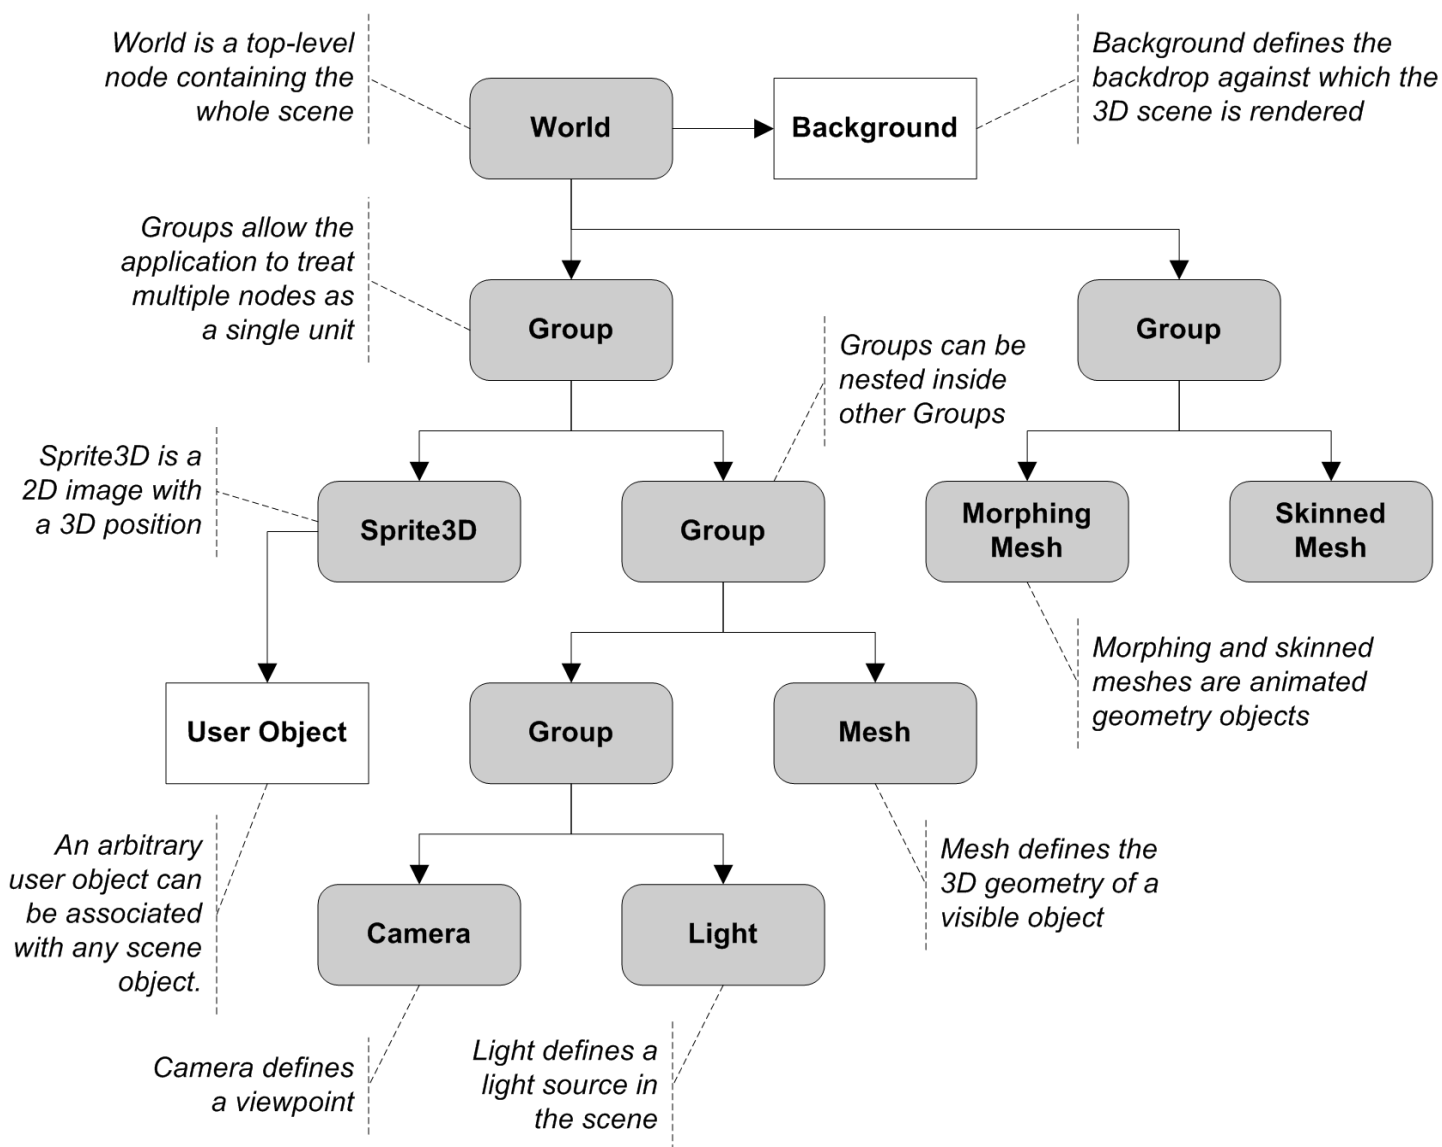 World is a top-level
node containing the
whole scene
World
Background
Background defines the
backdrop against which the
3D scene is rendered
Groups allow the
application to treat
multiple nodes as
a single unit
Group
Groups can be
nested inside
other Groups
Group
Sprite3D is a
2D image with
a 3D position
Sprite3D
Group
Morphing
Mesh
Skinned
Mesh
User Object
Group
Mesh
Morphing and skinned
meshes are animated
geometry objects
An arbitrary
user object can
be associated
with any scene
object.
Camera
Light
Mesh defines the
3D geometry of a
visible object
Camera defines
a viewpoint
Light defines a
light source in
the scene